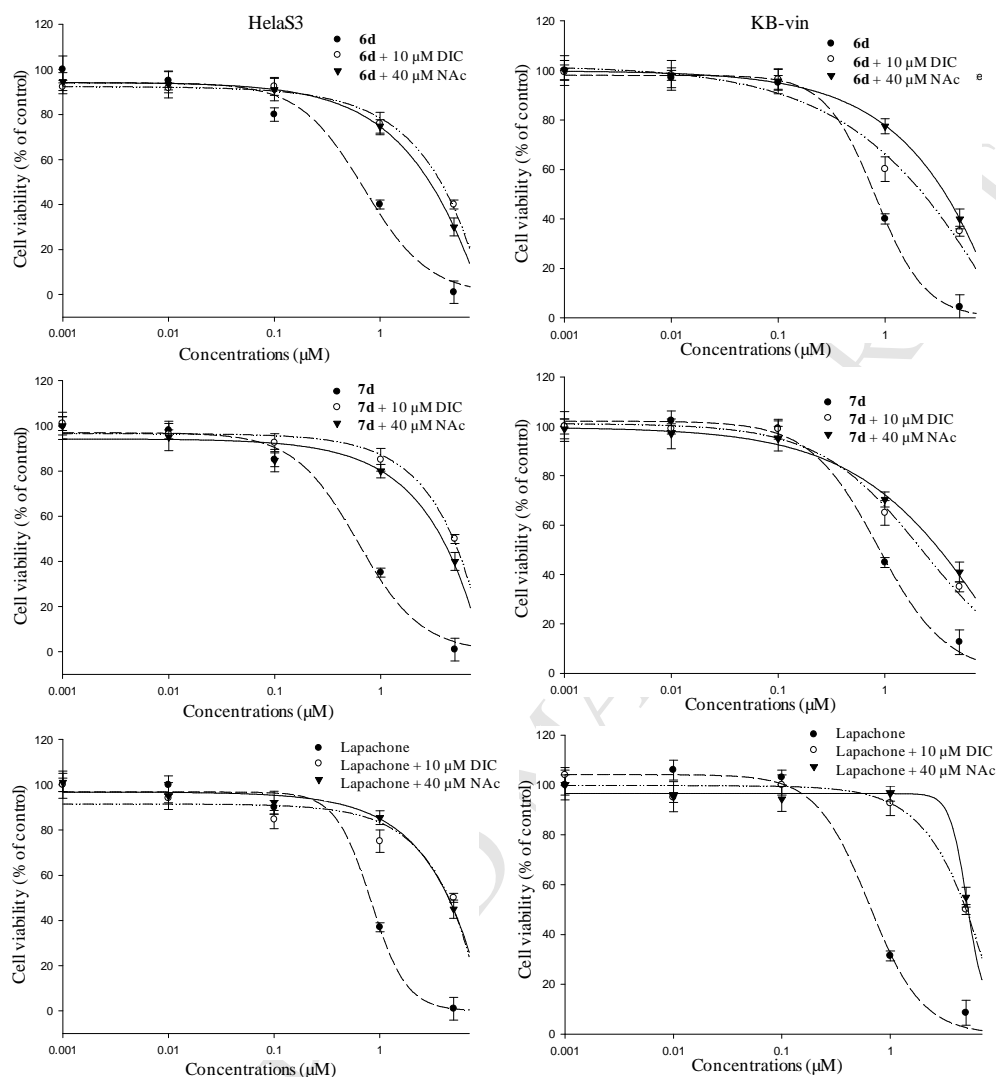 HelaS3
120
100
80
60
40
20
0
Cell viability (% of control)
6d
6d + 10 µM DIC
6d + 40 µM NAc
0.001
0.01
0.1
1
Concentrations (µM)
KB-vin
120
100
80
60
40
20
0
Cell viability (% of control)
6d
6d + 10 µM DIC
6d + 40 µM NAc
e
0.001
0.01
0.1
1
Concentrations (µM)
120
100
80
60
40
20
0
Cell viability (% of control)
7d
7d + 10 µM DIC
7d + 40 µM NAc
0.001
0.01
0.1
1
Concentrations (µM)
120
100
80
60
40
20
0
Cell viability (% of control)
7d
7d + 10 µM DIC
7d + 40 µM NAc
0.001
0.01
0.1
1
Concentrations (µM)
120
100
80
60
40
20
0
Cell viability (% of control)
Lapachone
Lapachone + 10 µM DIC
Lapachone + 40 µM NAc
0.001
0.01
0.1
1
Concentrations (µM)
120
100
80
60
40
20
0
Cell viability (% of control)
Lapachone
Lapachone + 10 µM DIC
Lapachone + 40 µM NAc
0.001
0.01
0.1
1
Concentrations (µM)